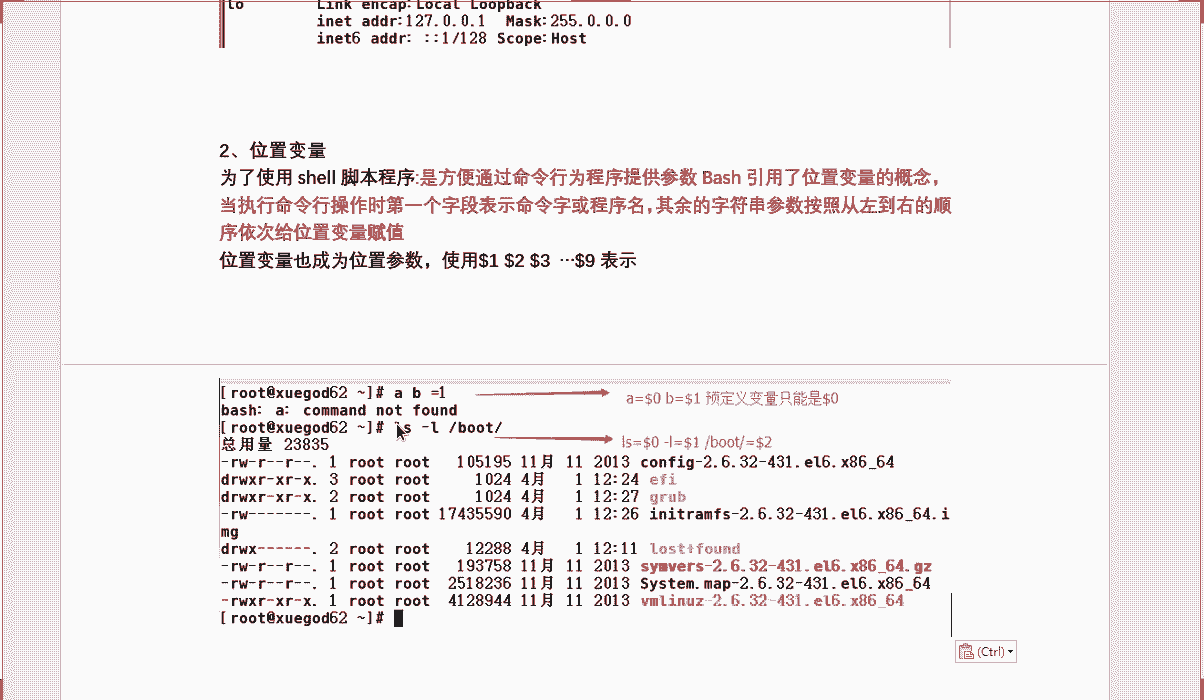 lo Link encap:Local Loopback
inet addr:127.0.0.1 Mask:255.0.0.0
inet6 addr: ::1/128 Scope:Host
2、位置变量
为了使用 shell 脚本程序:是方便通过命令行为程序提供参数 Bash 引用了位置变量的概念，
当执行命令行操作时第一个字段表示命令字或程序名，其余的字符串参数按照从左到右的顺
序依次给位置变量赋值
位置变量也成为位置参数，使用$1 $2 $3 …$9 表示
[root@xuegod62 ~]# a b =1
a=$0 b=$1 预定义变量只能是$0
bash: a: command not found
[root@xuegod62 ~]# ls -l /boot/
ls=$0 -l=$1 /boot/=$2
总用量 23835
-rw-r--r--. 1 root root 105195 11月 11 2013 config-2.6.32-431.el6.x86_64
drwxr-xr-x. 3 root root 1024 4月 1 12:24 efi
drwxr-xr-x. 2 root root 1024 4月 1 12:27 grub
-rw-------. 1 root root 17435590 4月 1 12:26 initramfs-2.6.32-431.el6.x86_64.i
mg
drwx------. 2 root root 12288 4月 1 12:11 lost+found
-rw-r--r--. 1 root root 193758 11月 11 2013 symvers-2.6.32-431.el6.x86_64.gz
-rw-r--r--. 1 root root 2518236 11月 11 2013 System.map-2.6.32-431.el6.x86_64
-rwxr-xr-x. 1 root root 4128944 11月 11 2013 vmlinuz-2.6.32-431.el6.x86_64
[root@xuegod62 ~]#
(Ctrl)